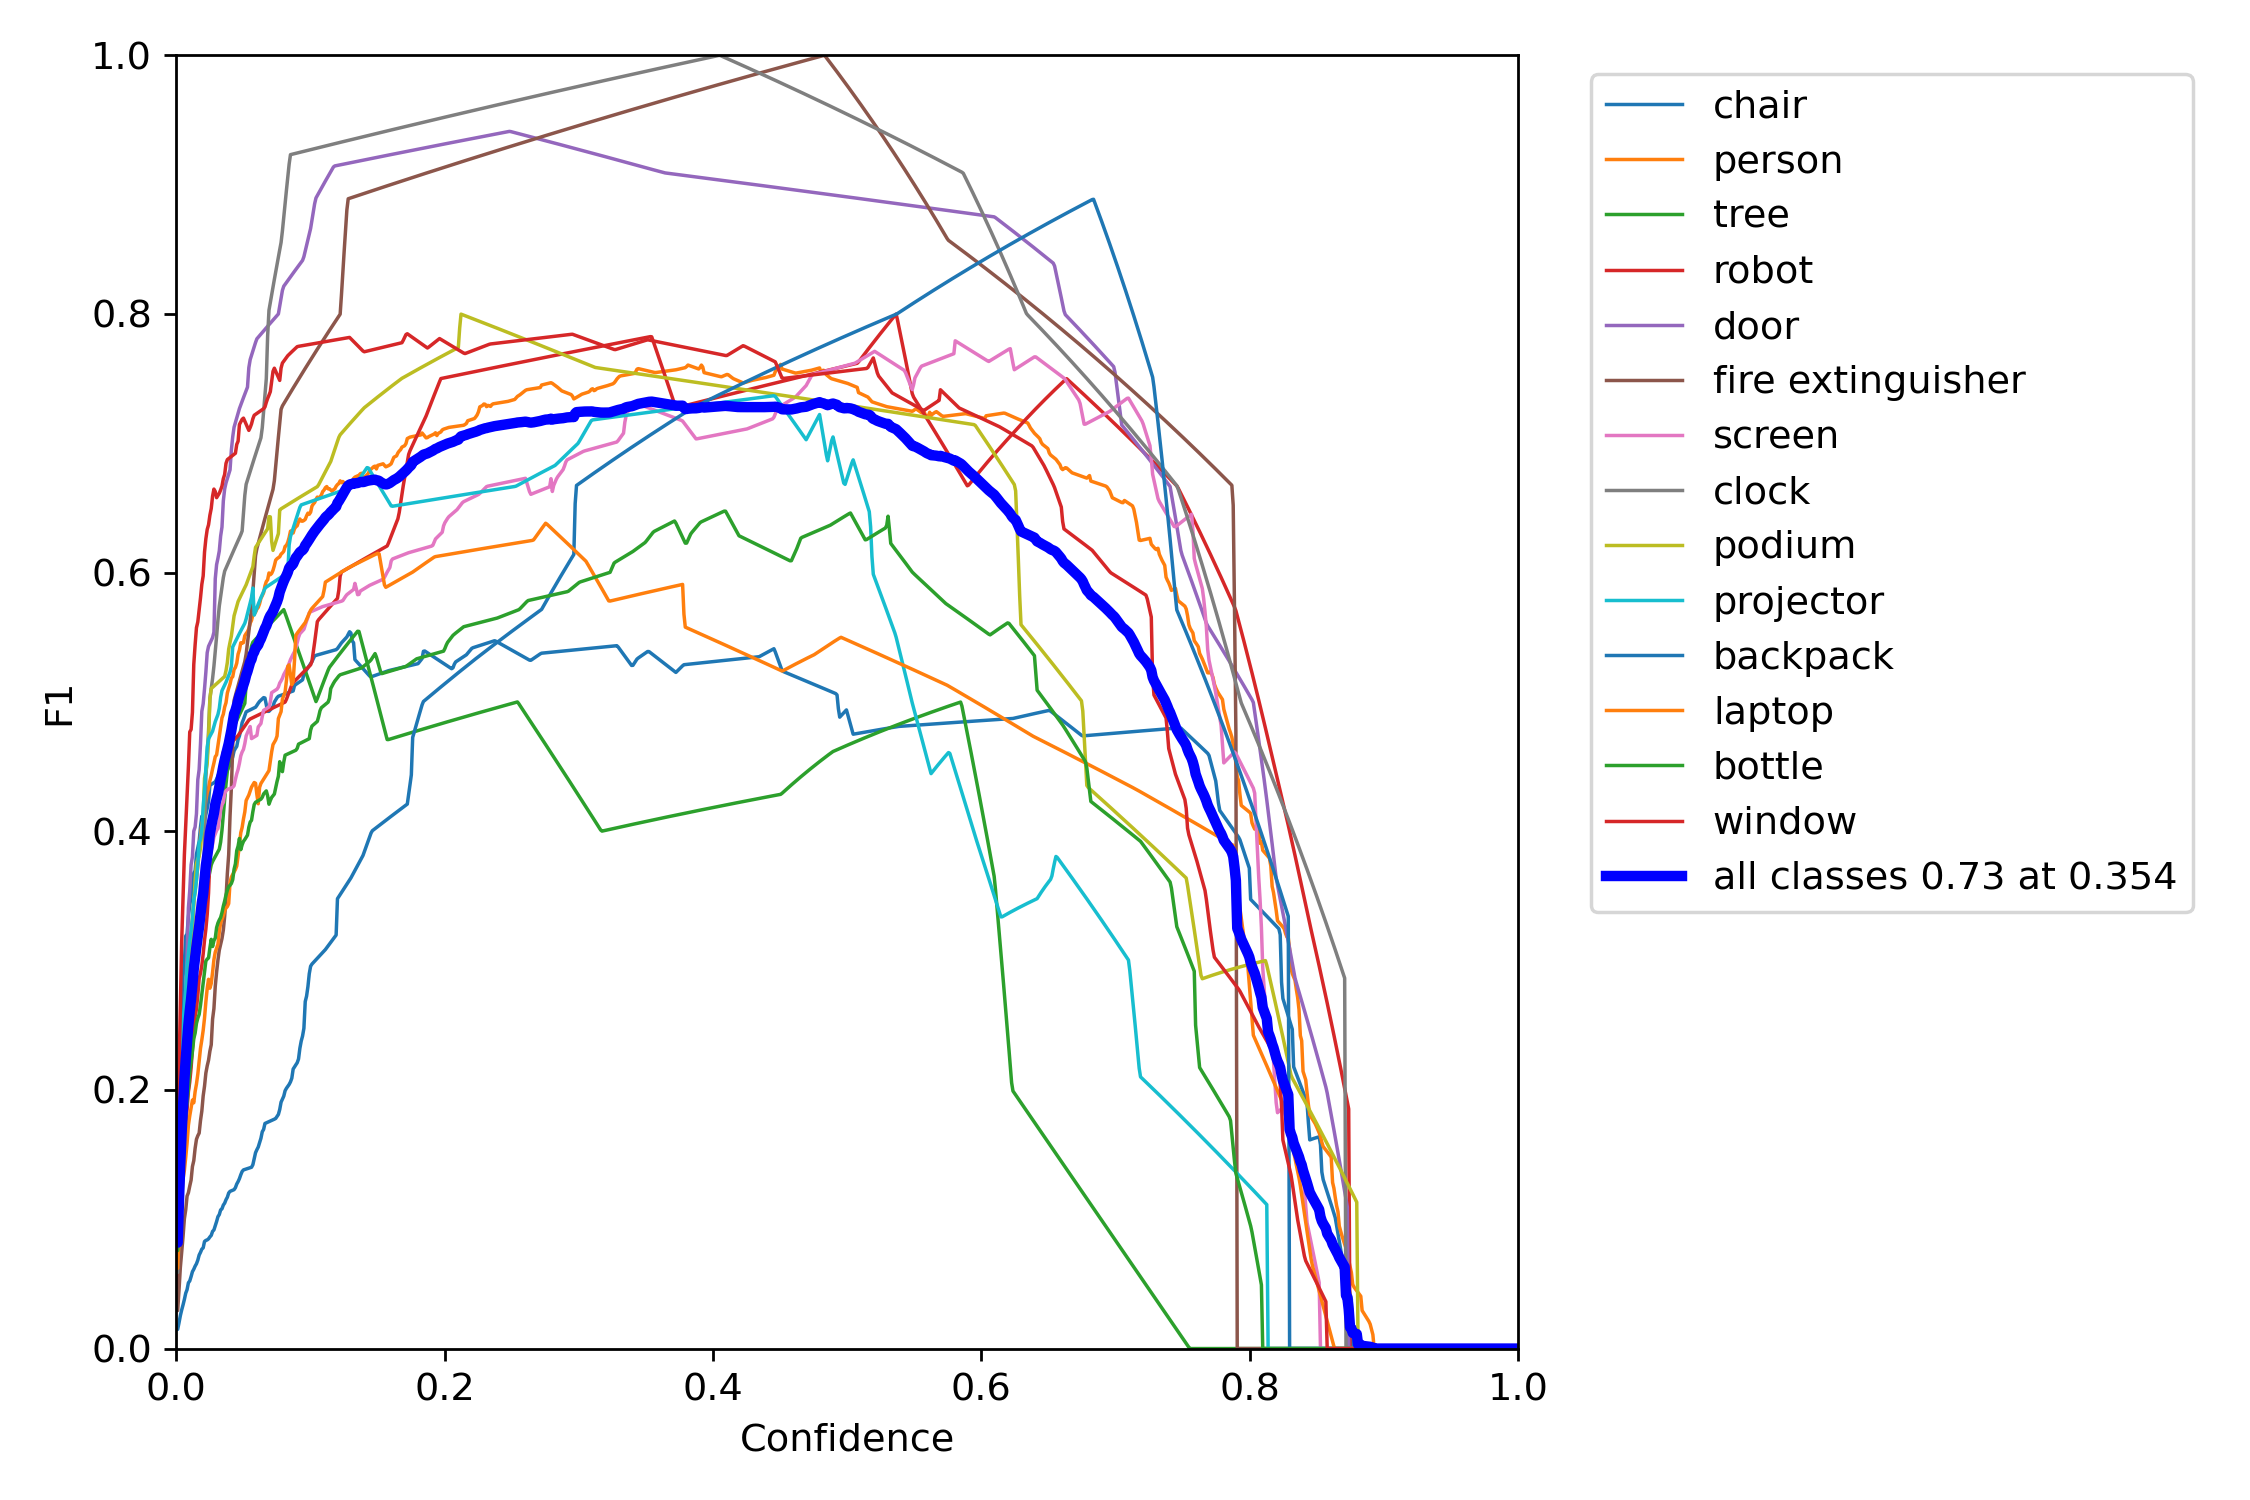 1.0
0.8
0.6
0.4
0.2
0.0
F1
0.0 0.2 0.4 0.6 0.8 1.0
Confidence
chair
person
tree
robot
door
fire extinguisher
screen
clock
podium
projector
backpack
laptop
bottle
window
all classes 0.73 at 0.354